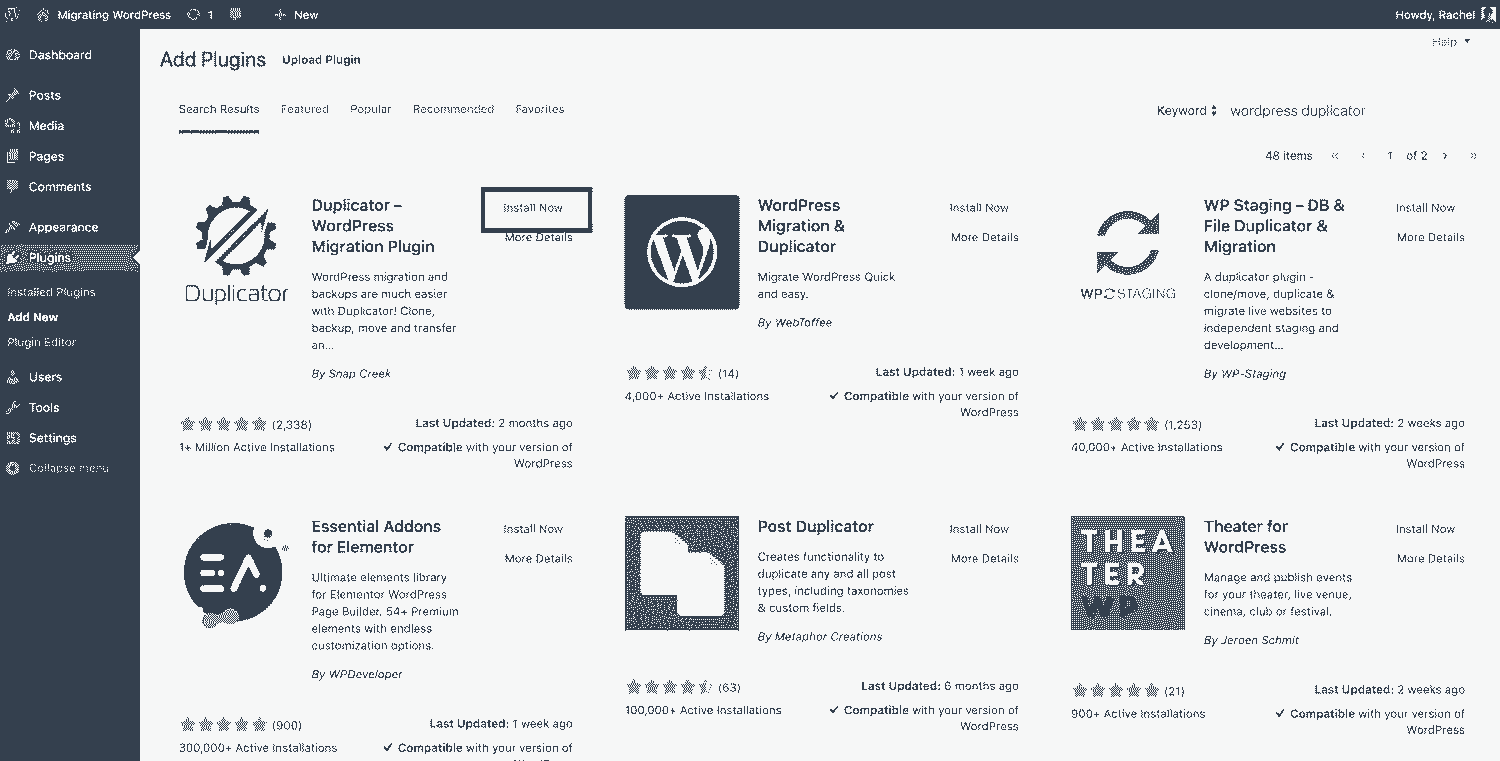 Migrating WordPress 1 New Howdy, Rachel
Help
Dashboard
Posts
Media
Pages
Comments
Appearance
Plugins
Installed Plugins
Add New
Plugin Editor
Users
Tools
Settings
Collapse menu
Add Plugins Upload Plugin
Search Results Featured Popular Recommended Favorites
Keyword wordpress duplicator
48 items « ‹ 1 of 2 › »
Duplicator
Duplicator –
WordPress
Migration Plugin
Install Now
More Details
WordPress migration and
backups are much easier
with Duplicator! Clone,
backup, move and transfer
an...
By Snap Creek
(2,338)
1+ Million Active Installations
Last Updated: 2 months ago
Compatible with your version of
WordPress
WordPress
Migration &
Duplicator
Install Now
More Details
Migrate WordPress Quick
and easy.
By WebToffee
(14)
4,000+ Active Installations
Last Updated: 1 week ago
Compatible with your version of
WordPress
WP STAGING
WP Staging – DB &
File Duplicator &
Migration
Install Now
More Details
A duplicator plugin -
clone/move, duplicate &
migrate live websites to
independent staging and
development...
By WP-Staging
(1,253)
40,000+ Active Installations
Last Updated: 2 weeks ago
Compatible with your version of
WordPress
EA.
Essential Addons
for Elementor
Install Now
More Details
Ultimate elements library
for Elementor WordPress
Page Builder. 54+ Premium
elements with endless
customization options.
By WPDeveloper
(900)
300,000+ Active Installations
Last Updated: 1 week ago
Compatible with your version of
Post Duplicator
Install Now
More Details
Creates functionality to
duplicate any and all post
types, including taxonomies
& custom fields.
By Metaphor Creations
(63)
100,000+ Active Installations
Last Updated: 6 months ago
Compatible with your version of
WordPress
THEA
TER
WP
Theater for
WordPress
Install Now
More Details
Manage and publish events
for your theater, live venue,
cinema, club or festival.
By Jeroen Schmit
(21)
900+ Active Installations
Last Updated: 2 weeks ago
Compatible with your version of
WordPress